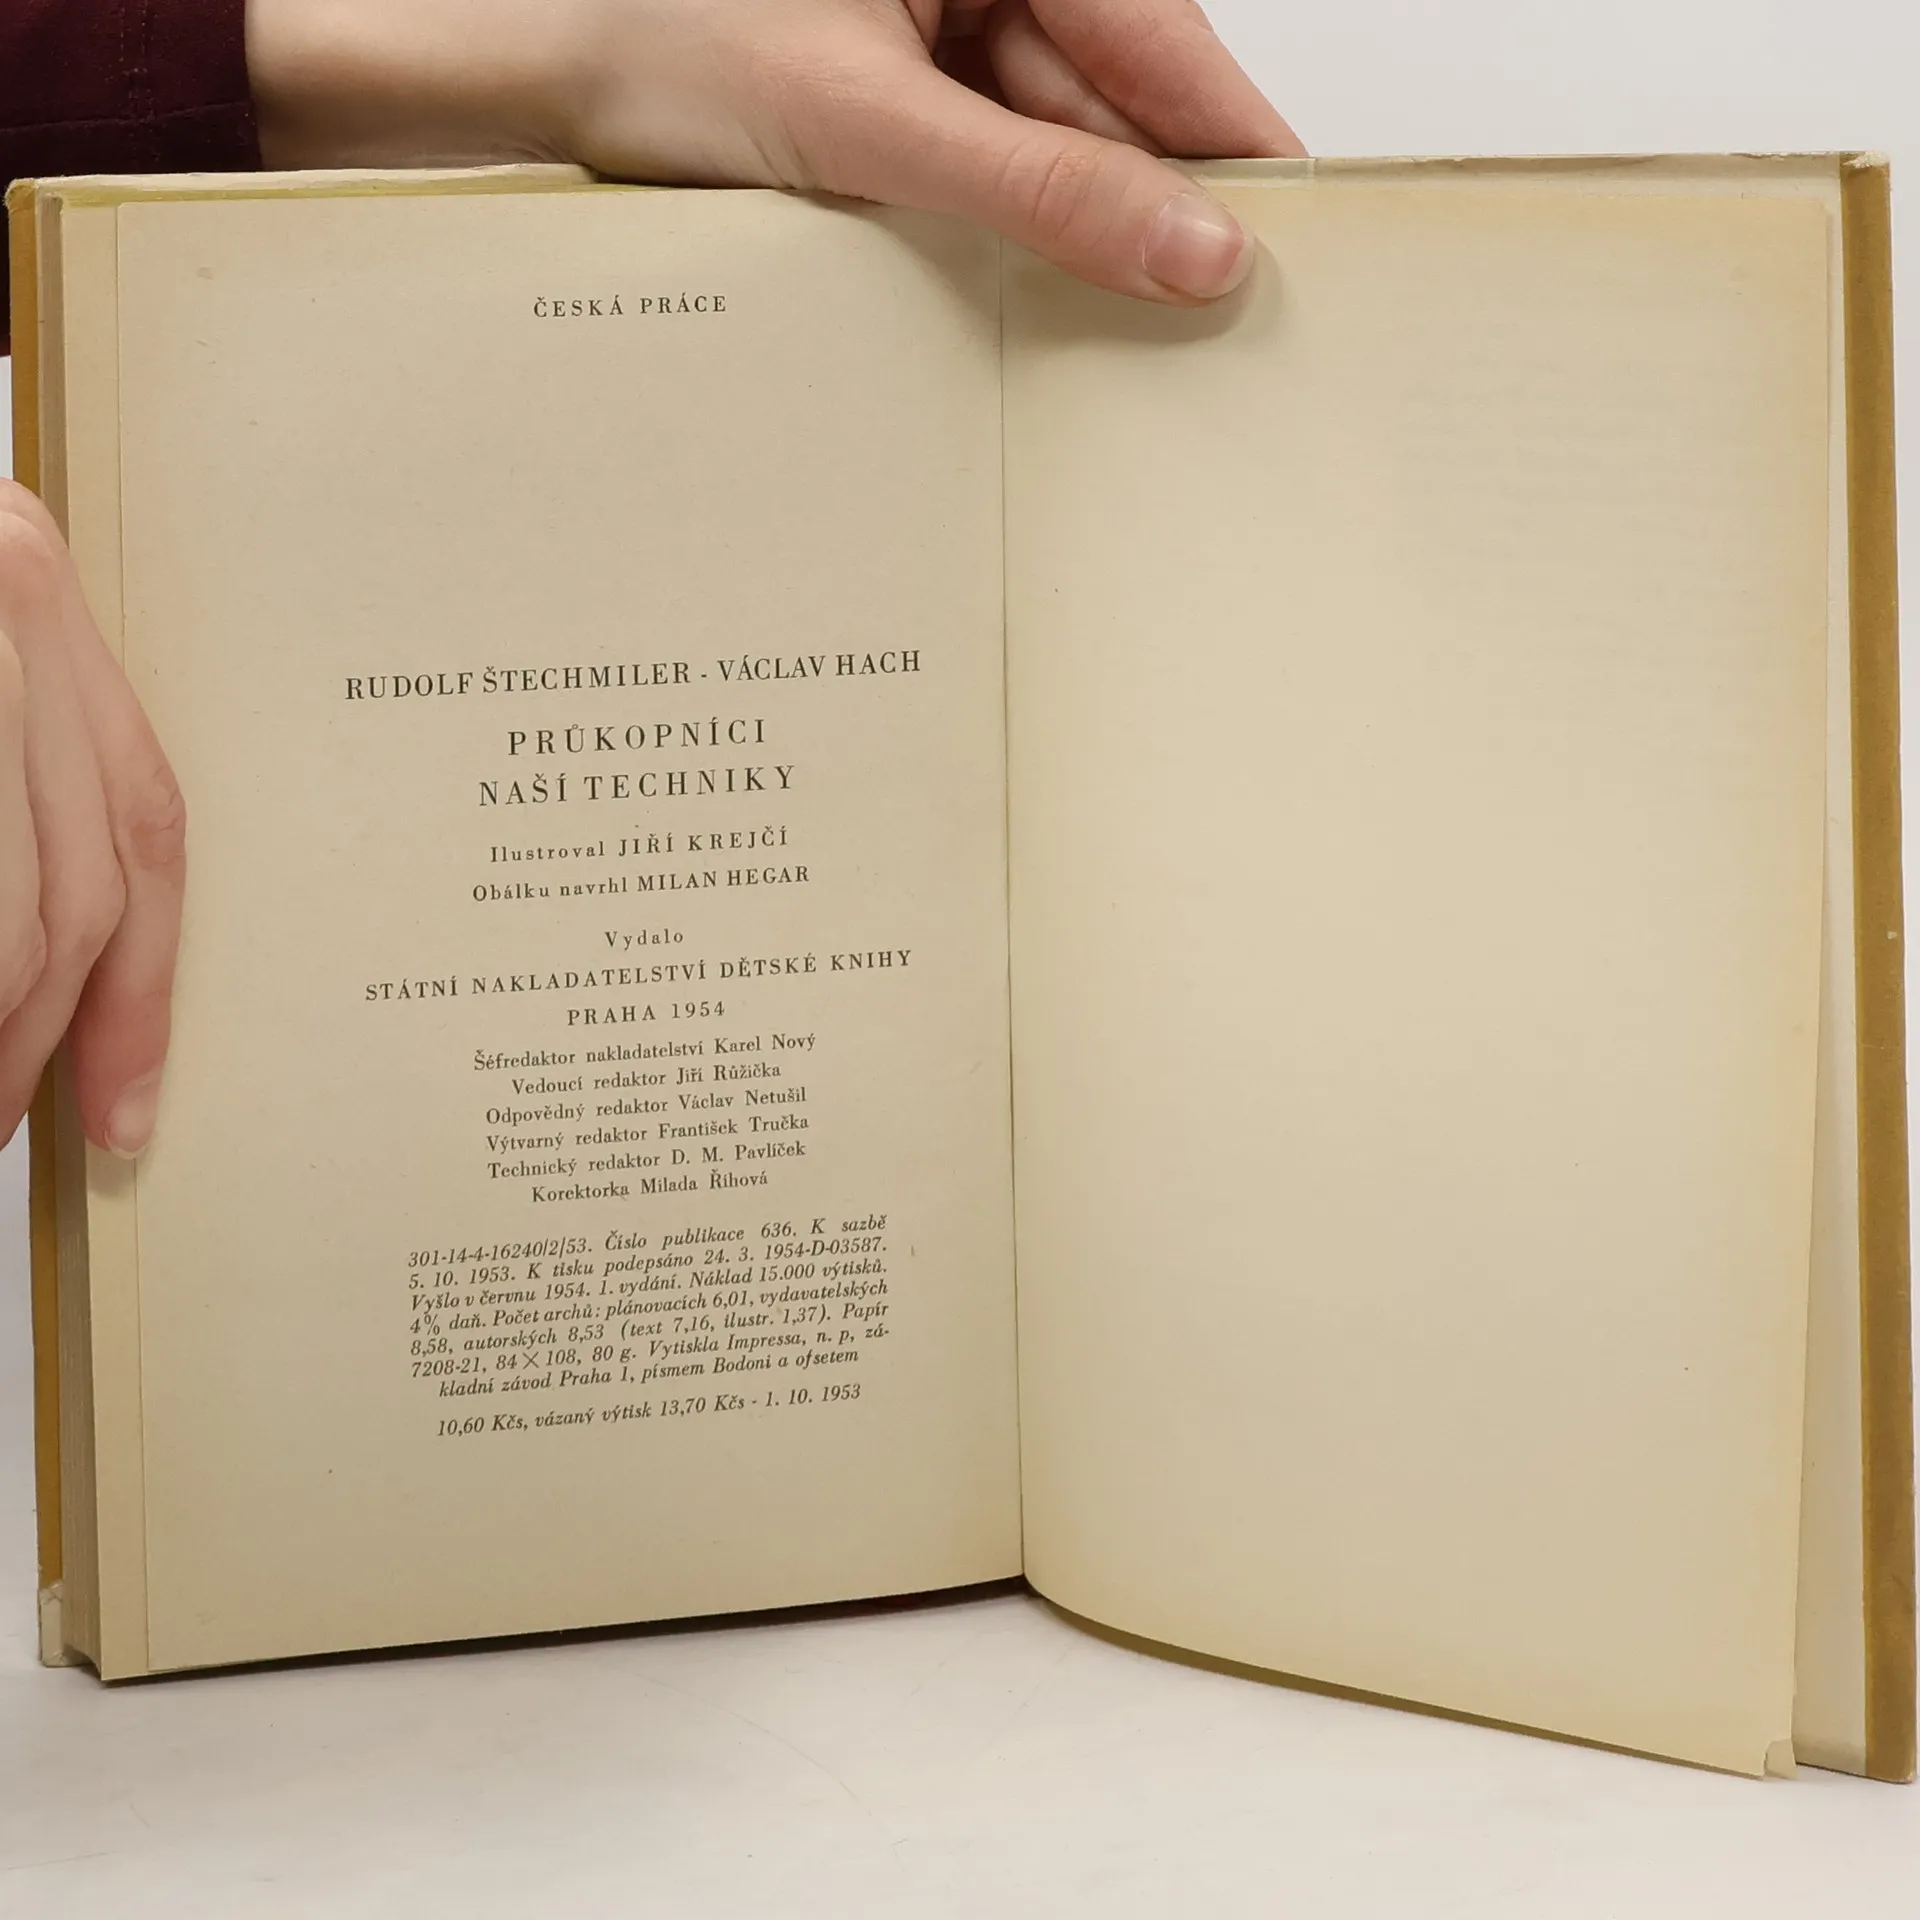 ČESKÁ PRÁCE
RUDOLF ŠTECHMILER - VÁCLAV HACH
PRŮKOPNÍCI
NAŠÍ TECHNIKY
Ilustroval JIŘÍ KREJČÍ
Obálku navrhl MILAN HEGAR
Vydalo
STÁTNÍ NAKLADATELSTVÍ DĚTSKÉ KNIHY
PRAHA 1954
Šéfredaktor nakladatelství Karel Nový
Vedoucí redaktor Jiří Růžička
Odpovědný redaktor Václav Netušil
Výtvarný redaktor František Tručka
Technický redaktor D. M. Pavlíček
Korektorka Milada Říhová
301-14-4-16240/2/53. Číslo publikace 636. K sazbě
5. 10. 1953. K tisku podepsáno 24. 3. 1954-D-03587.
Vyšlo v červnu 1954. 1. vydání. Náklad 15.000 výtisků.
4% daň. Počet archů: plánovacích 6,01, vydavatelských
8,58, autorských 8,53 (text 7,16, ilustr. 1,37). Papír
7208-21, 84×108, 80 g. Vytiskla Impressa, n. p, zá-
kladní závod Praha 1, písmem Bodoni a ofsetem
10,60 Kčs, vázaný výtisk 13,70 Kčs - 1. 10. 1953